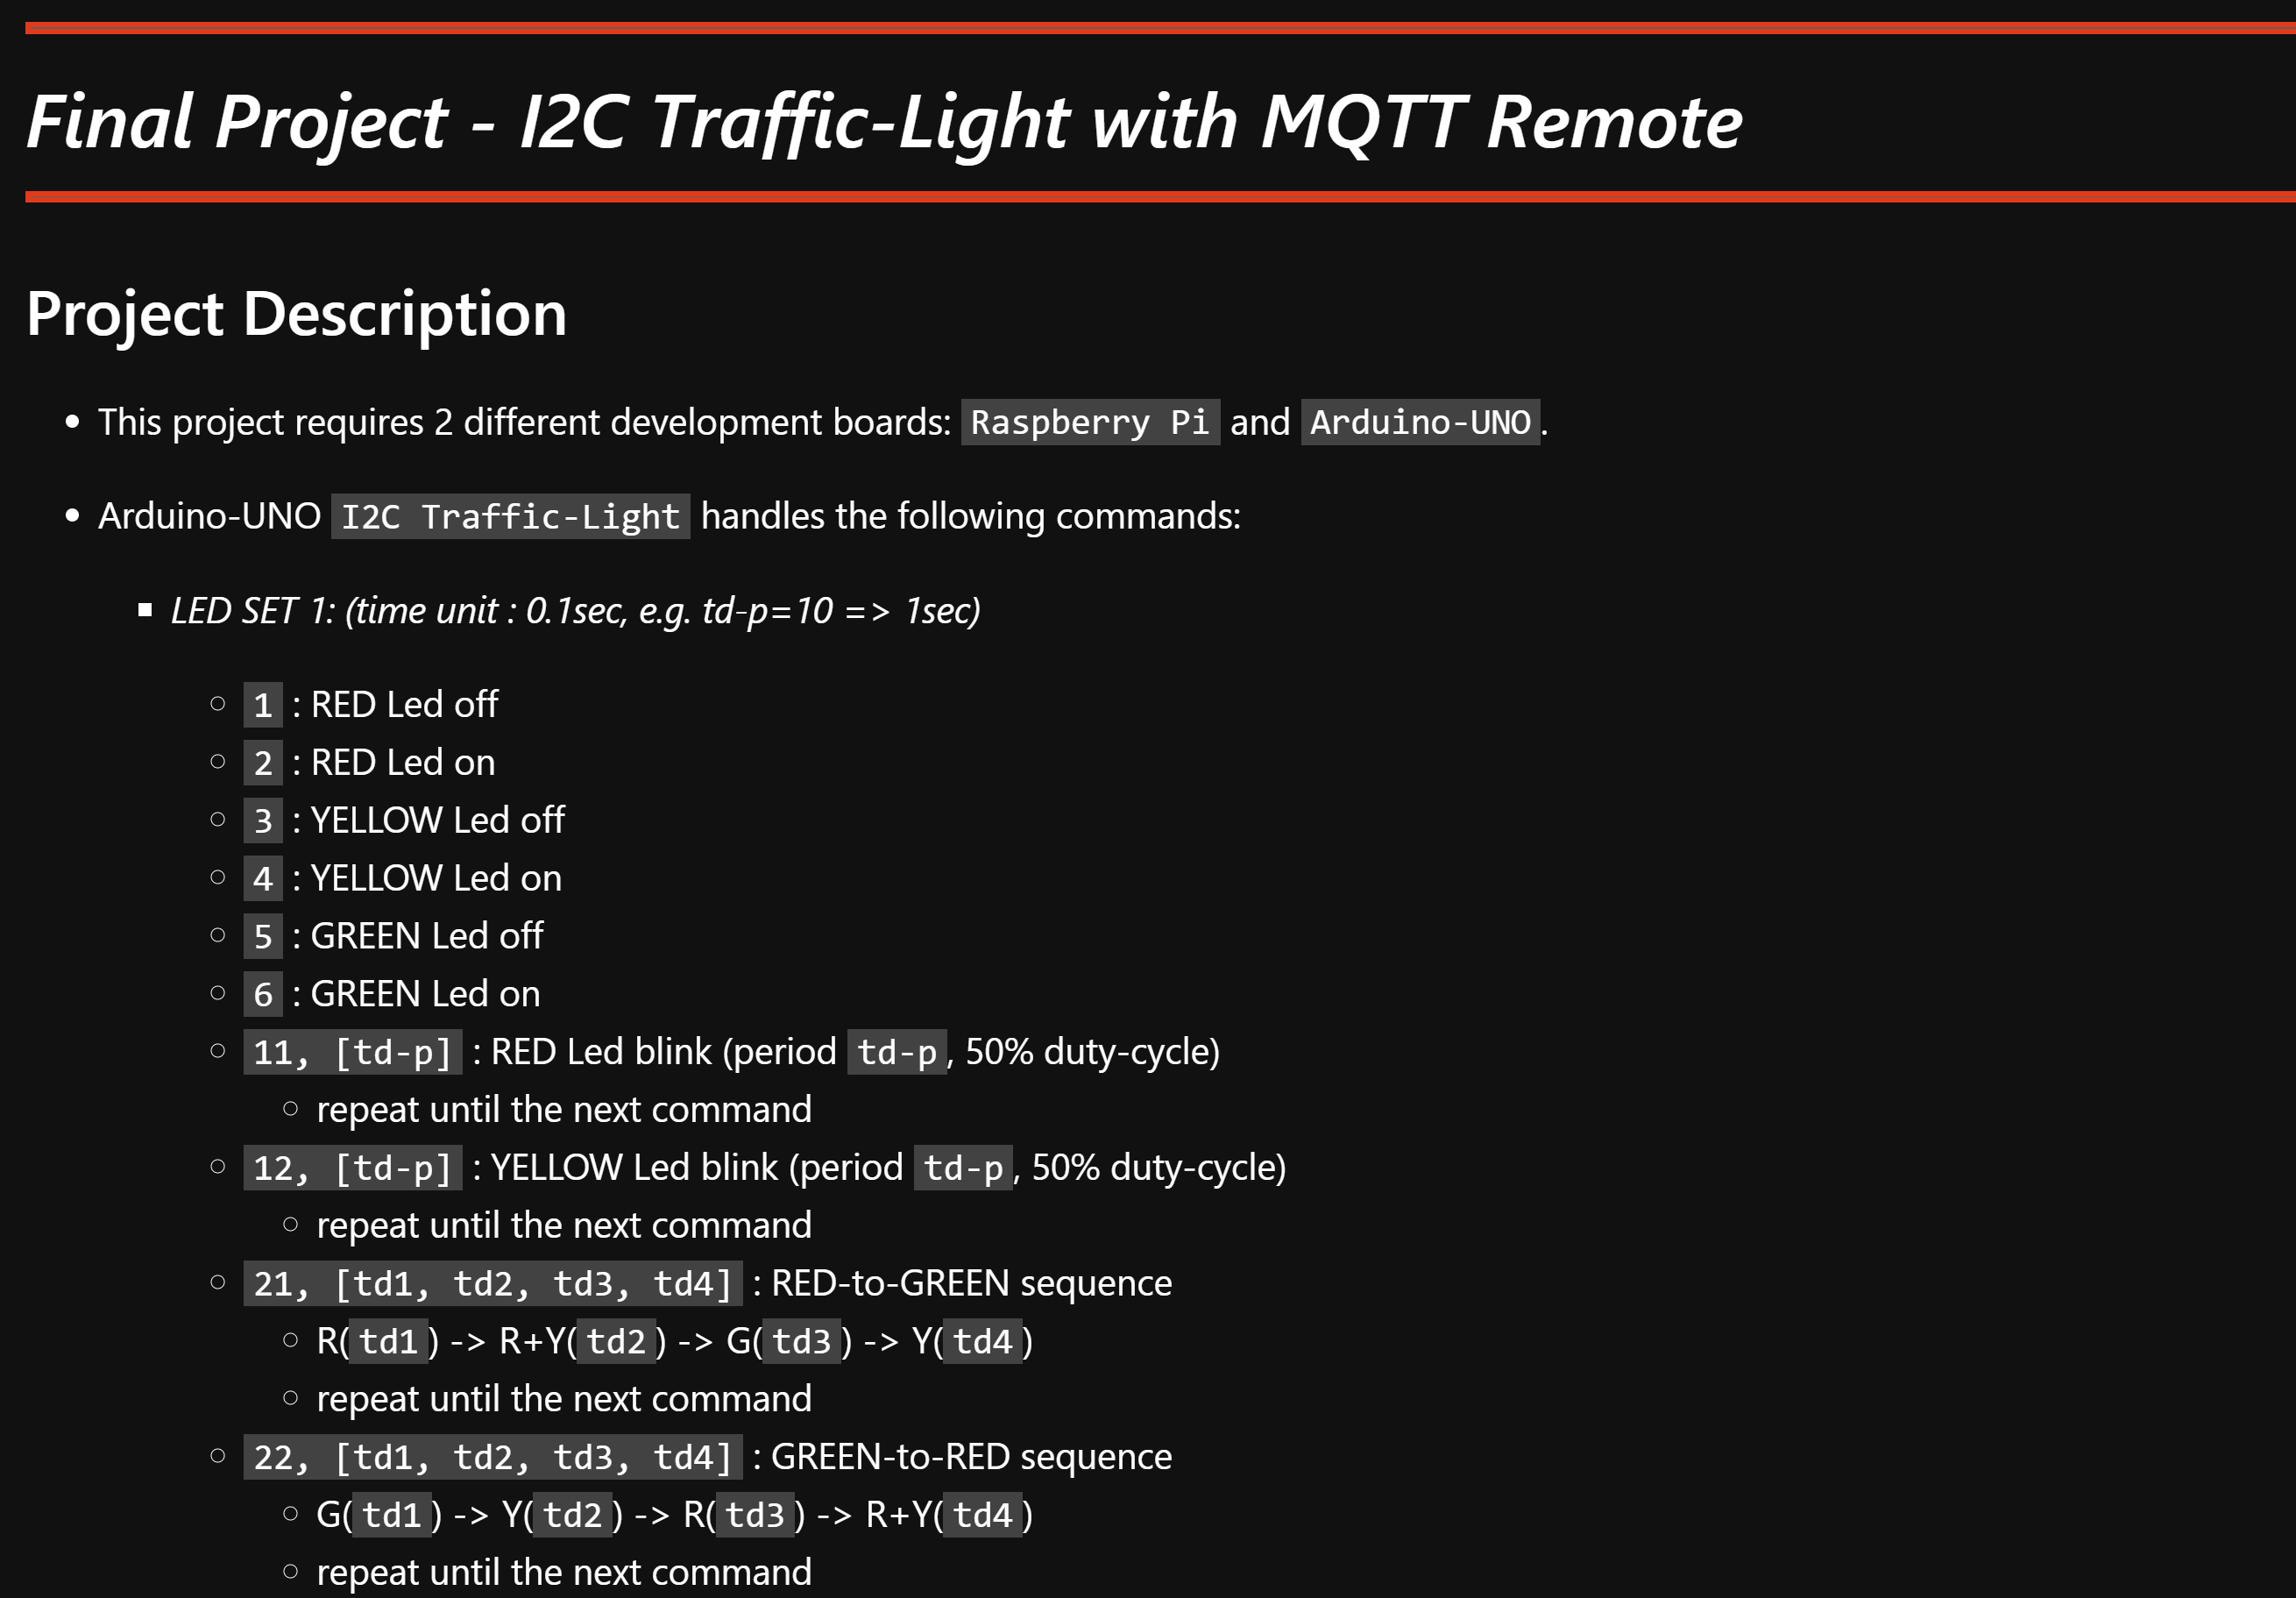 Final Project - I2C Traffic-Light with MQTT Remote
Project Description
This project requires 2 different development boards: Raspberry Pi and Arduino-UNO.
Arduino-UNO I2C Traffic-Light handles the following commands:
LED SET 1: (time unit : 0.1sec, e.g. td-p=10 => 1sec)
1 : RED Led off
2 : RED Led on
3 : YELLOW Led off
4 : YELLOW Led on
5 : GREEN Led off
6 : GREEN Led on
11, [td-p] : RED Led blink (period td-p, 50% duty-cycle)
repeat until the next command
12, [td-p] : YELLOW Led blink (period td-p, 50% duty-cycle)
repeat until the next command
21, [td1, td2, td3, td4] : RED-to-GREEN sequence
R(td1) -> R+Y(td2) -> G(td3) -> Y(td4)
repeat until the next command
22, [td1, td2, td3, td4] : GREEN-to-RED sequence
G(td1) -> Y(td2) -> R(td3) -> R+Y(td4)
repeat until the next command